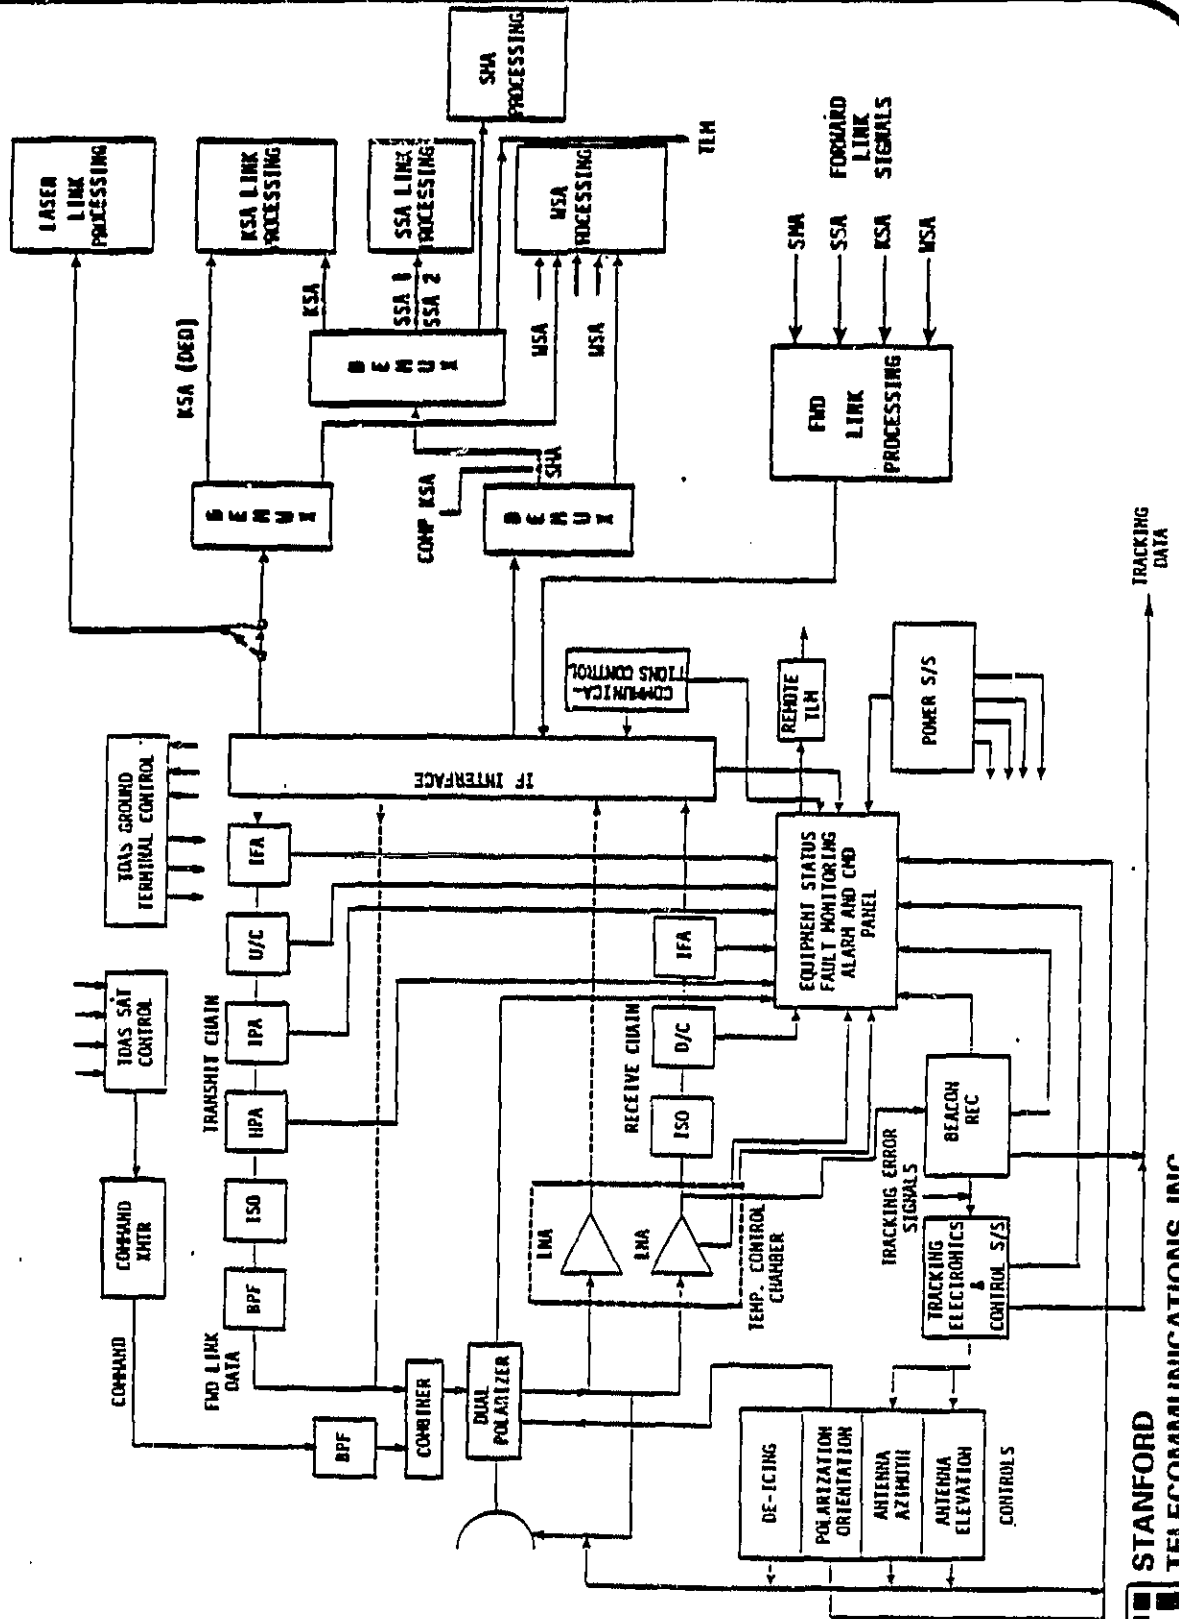 SMA
PROCESSING
LASER
LINK
PROCESSING
KSA LINK
ROCESSING
SSA LINK
ROCESSING
WSA
ROCESSING
TLM
KSA (DED)
KSA
SSA 1
SSA 2
WSA
WSA
DEMUX
DEMUX
DEMUX
COMP KSA
SMA
FORWARD
LINK
SIGNALS
SMA
SSA
KSA
WSA
FWD
LINK
PROCESSING
TRACKING
DATA
TDAS GROUND
TERMINAL CONTROL
IF INTERFACE
COMMUNICA-
TIONS CONTROL
REMOTE
TLM
POWER S/S
TDAS SAT
CONTROL
TRANSMIT CHAIN
IFA
U/C
IPA
HPA
ISO
BPF
COMMAND
XMTR
COMMAND
FWD LINK
DATA
BPF
COMBINER
DUAL
POLARIZER
LNA
LNA
TEMP. CONTROL
CHAMBER
RECEIVE CHAIN
IFA
D/C
ISO
EQUIPMENT STATUS
FAULT MONITORING
ALARM AND CMD
PANEL
BEACON
REC
TRACKING ERROR
SIGNALS
TRACKING
ELECTRONICS
&
CONTROL S/S
DE-ICING
POLARIZATION
ORIENTATION
ANTENNA
AZIMUTH
ANTENNA
ELEVATION
CONTROLS
STANFORD
TELECOMMUNICATIONS INC